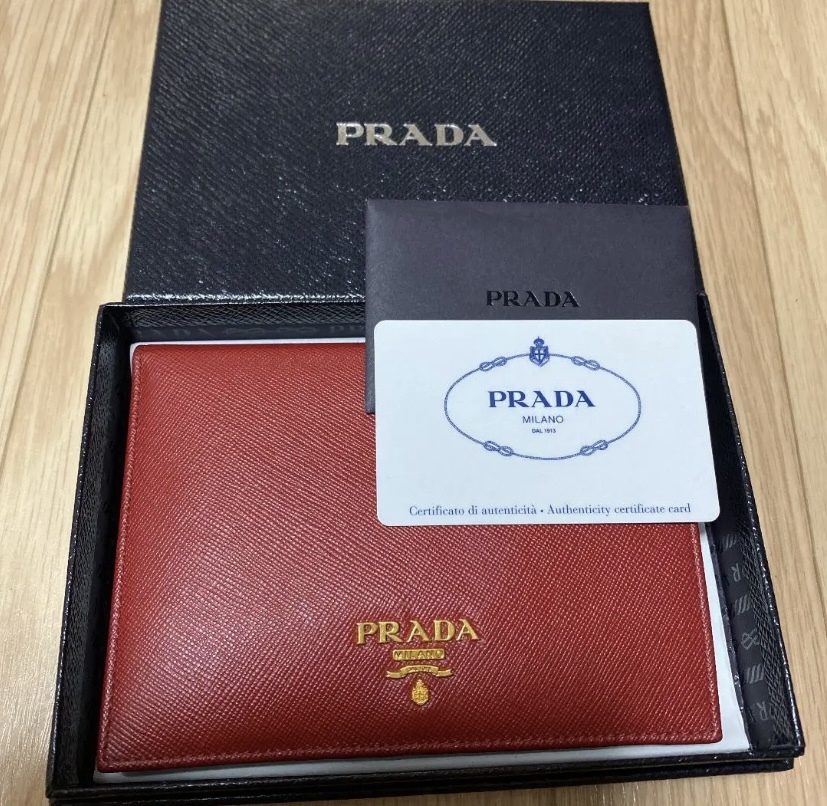 PRADA
PRADA
PRADA
MILANO
DAL 1913
Certificato di autenticità • Authenticity certificate card
PRADA
MILANO